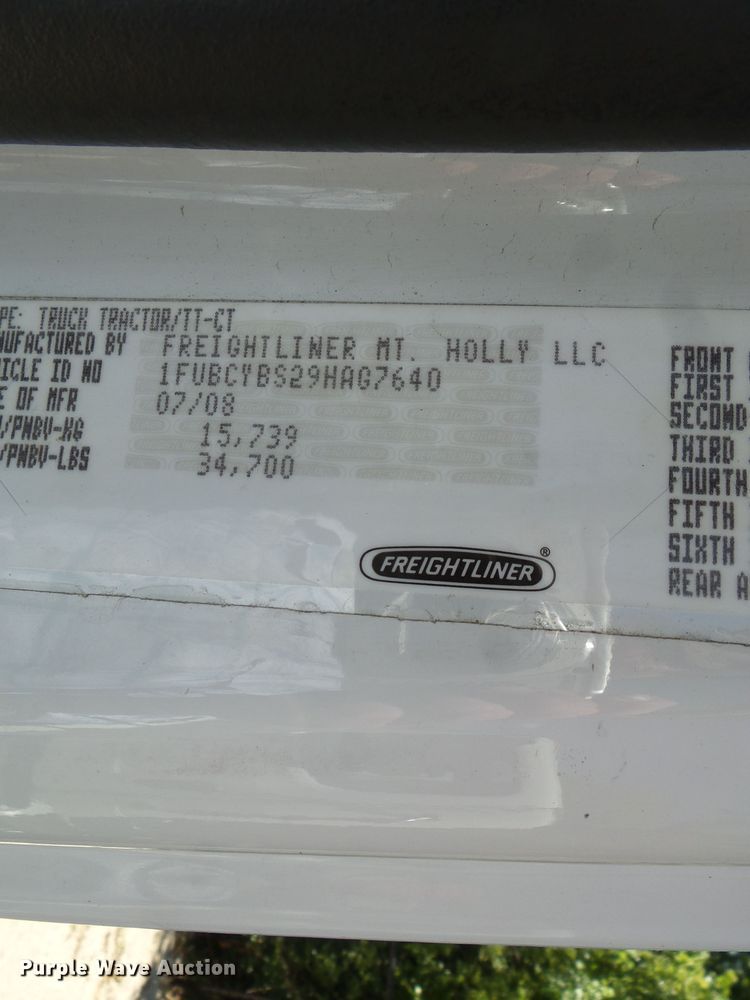 PE: TRUCK TRACTOR/TT-CT
NUFACTURED BY FREIGHTLINER MT. HOLLY LLC
ICLE ID NO 1FUBCYBS29HAG7640
E OF MFR 07/08
/PNBV-KG 15,739
/PNBV-LBS 34,700
FRONT
FIRST
SECOND
THIRD
FOURTH
FIFTH
SIXTH
REAR A
FREIGHTLINER®
Purple Wave Auction